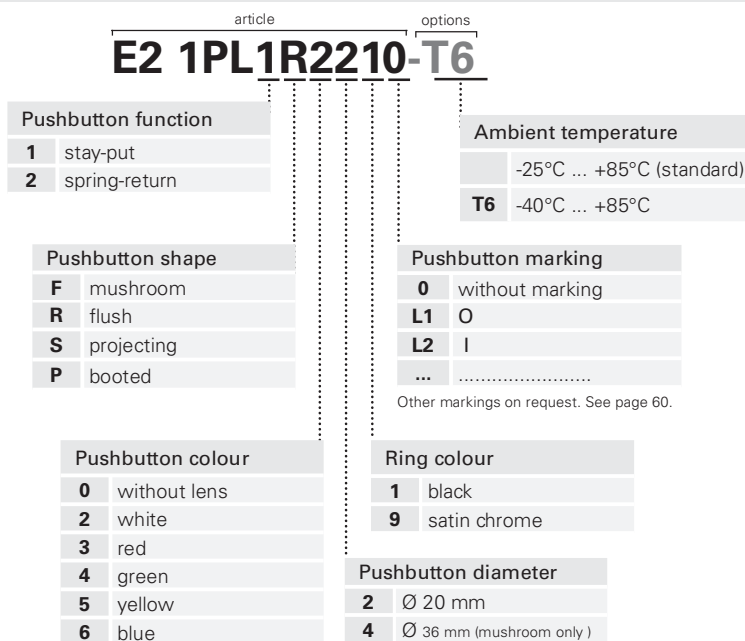 article
options
E2 1PL1R2210-T6
Pushbutton function
1 stay-put
2 spring-return
Ambient temperature
-25°C ... +85°C (standard)
T6 -40°C ... +85°C
Pushbutton shape
F mushroom
R flush
S projecting
P booted
Pushbutton marking
0 without marking
L1 O
L2 I
... ........................
Other markings on request. See page 60.
Pushbutton colour
0 without lens
2 white
3 red
4 green
5 yellow
6 blue
Ring colour
1 black
9 satin chrome
Pushbutton diameter
2 Ø 20 mm
4 Ø 36 mm (mushroom only )